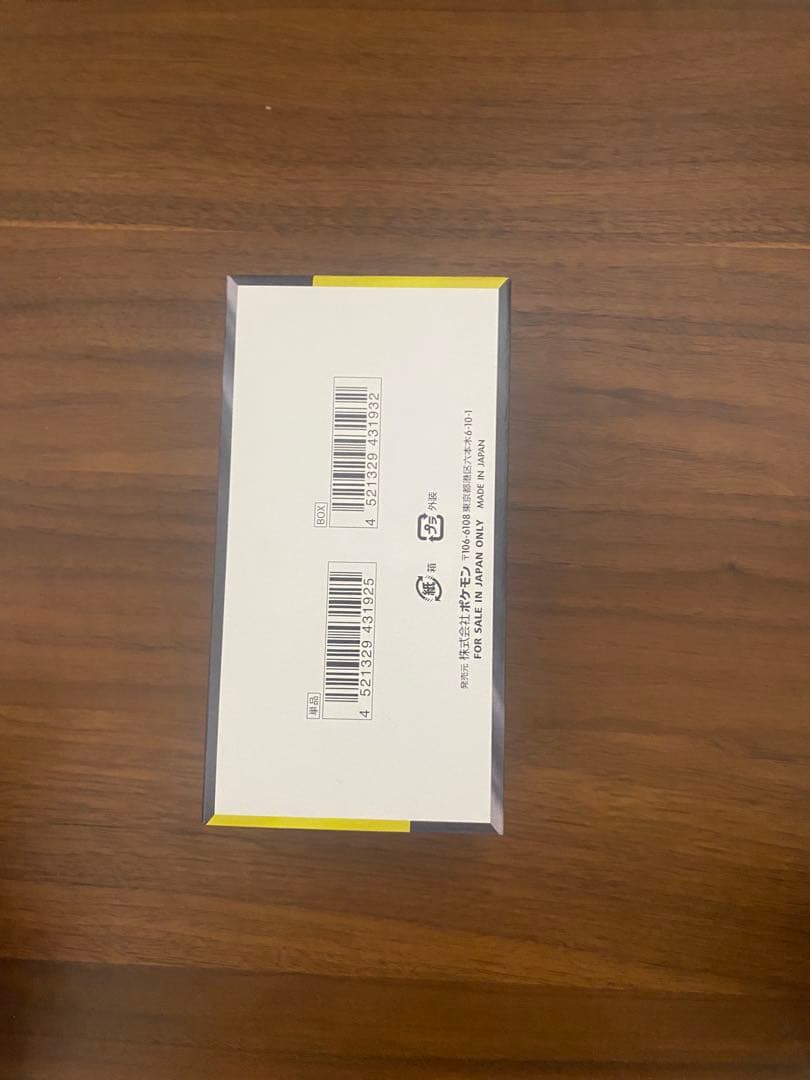 単品
4 521329 431925
BOX
4 521329 431932
紙 箱 プラ 外装
発売元 株式会社ポケモン 〒106-6108 東京都港区六本木6-10-1
FOR SALE IN JAPAN ONLY MADE IN JAPAN